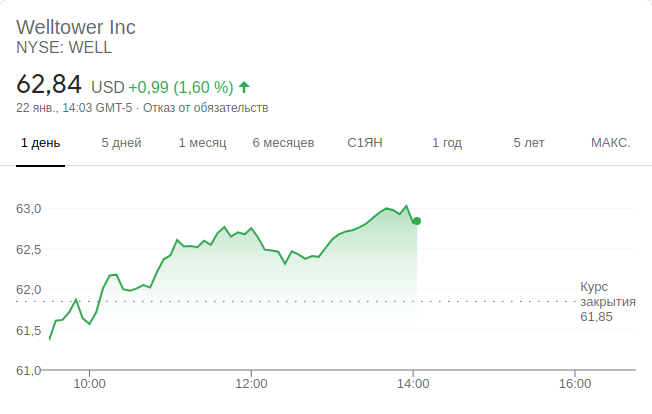 Welltower Inc
NYSE: WELL
62,84 USD +0,99 (1,60 %)
22 янв., 14:03 GMT-5 · Отказ от обязательств
1 день 5 дней 1 месяц 6 месяцев С1ЯН 1 год 5 лет МАКС.
63,0
62,5
62,0
61,5
61,0
Курс
закрытия
61,85
10:00 12:00 14:00 16:00